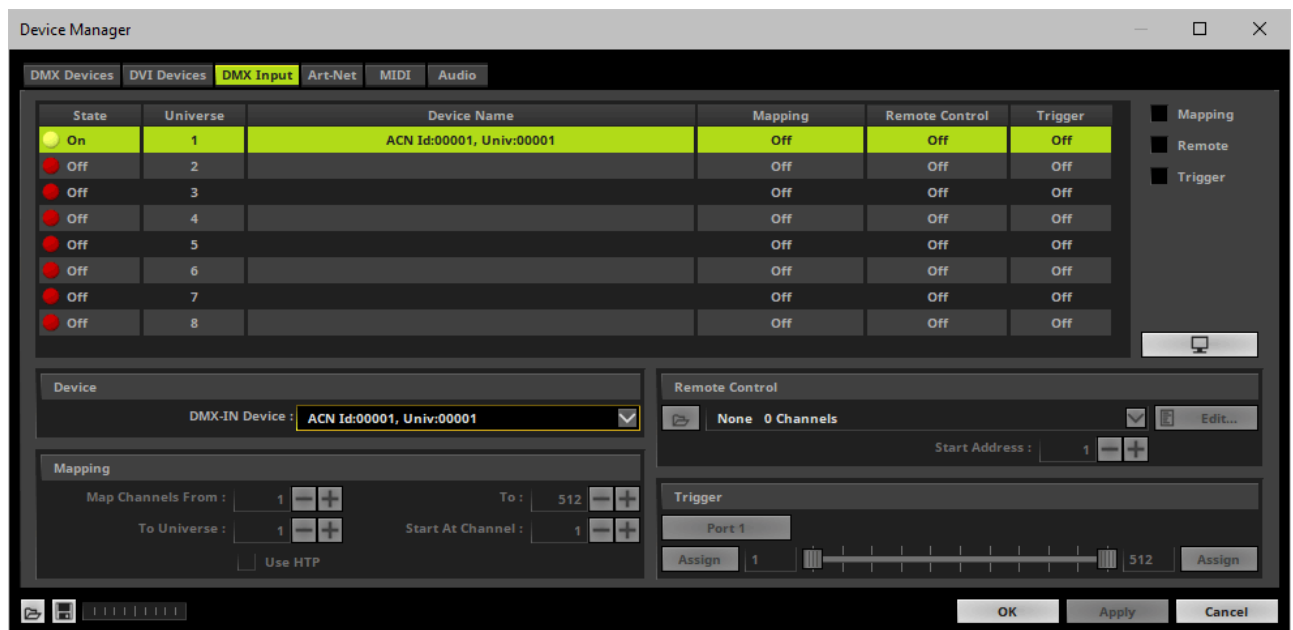 Device Manager
DMX Devices DVI Devices DMX Input Art-Net MIDI Audio
State Universe Device Name Mapping Remote Control Trigger
On 1 ACN Id:00001, Univ:00001 Off Off Off
Off 2 Off Off Off
Off 3 Off Off Off
Off 4 Off Off Off
Off 5 Off Off Off
Off 6 Off Off Off
Off 7 Off Off Off
Off 8 Off Off Off
Mapping
Remote
Trigger
Device
DMX-IN Device : ACN Id:00001, Univ:00001
Mapping
Map Channels From : 1 To : 512
To Universe : 1 Start At Channel : 1
Use HTP
Remote Control
None 0 Channels Edit...
Start Address : 1
Trigger
Port 1
Assign 1 512 Assign
OK Apply Cancel